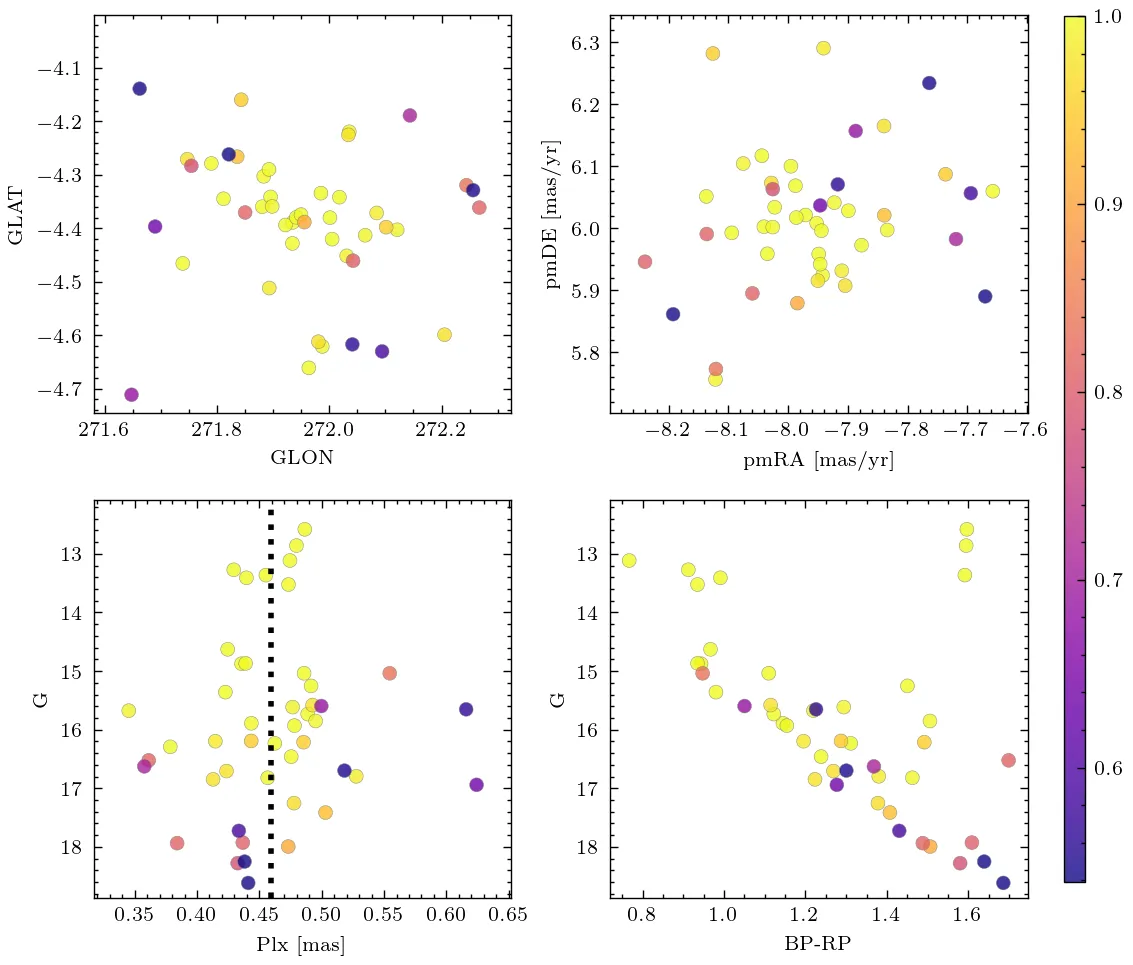 −4.1
−4.2
−4.3
−4.4
−4.5
−4.6
−4.7
GLAT
271.6 271.8 272.0 272.2
GLON
6.3
6.2
6.1
6.0
5.9
5.8
pmDE [mas/yr]
−8.2 −8.1 −8.0 −7.9 −7.8 −7.7 −7.6
pmRA [mas/yr]
1.0
0.9
0.8
0.7
0.6
13
14
15
16
17
18
G
0.35 0.40 0.45 0.50 0.55 0.60 0.65
Plx [mas]
13
14
15
16
17
18
G
0.8 1.0 1.2 1.4 1.6
BP-RP